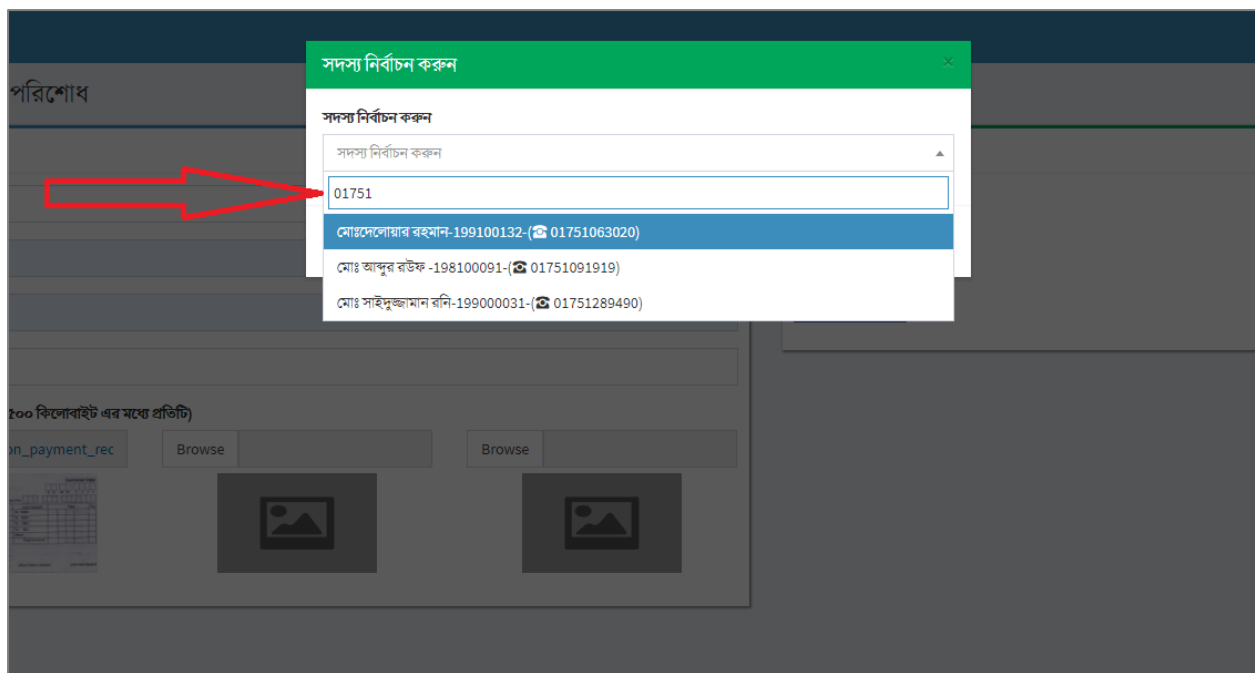 সদস্য নির্বাচন করুন ×
পরিশোধ
সদস্য নির্বাচন করুন
সদস্য নির্বাচন করুন
01751
মোঃদেলোয়ার রহমান-199100132-(☎ 01751063020)
মোঃ আব্দুর রউফ -198100091-(☎ 01751091919)
মোঃ সাইদুজ্জামান রনি-199000031-(☎ 01751289490)
কিলোবাইট এর মধ্যে প্রতিটি)
on_payment_rec Browse Browse